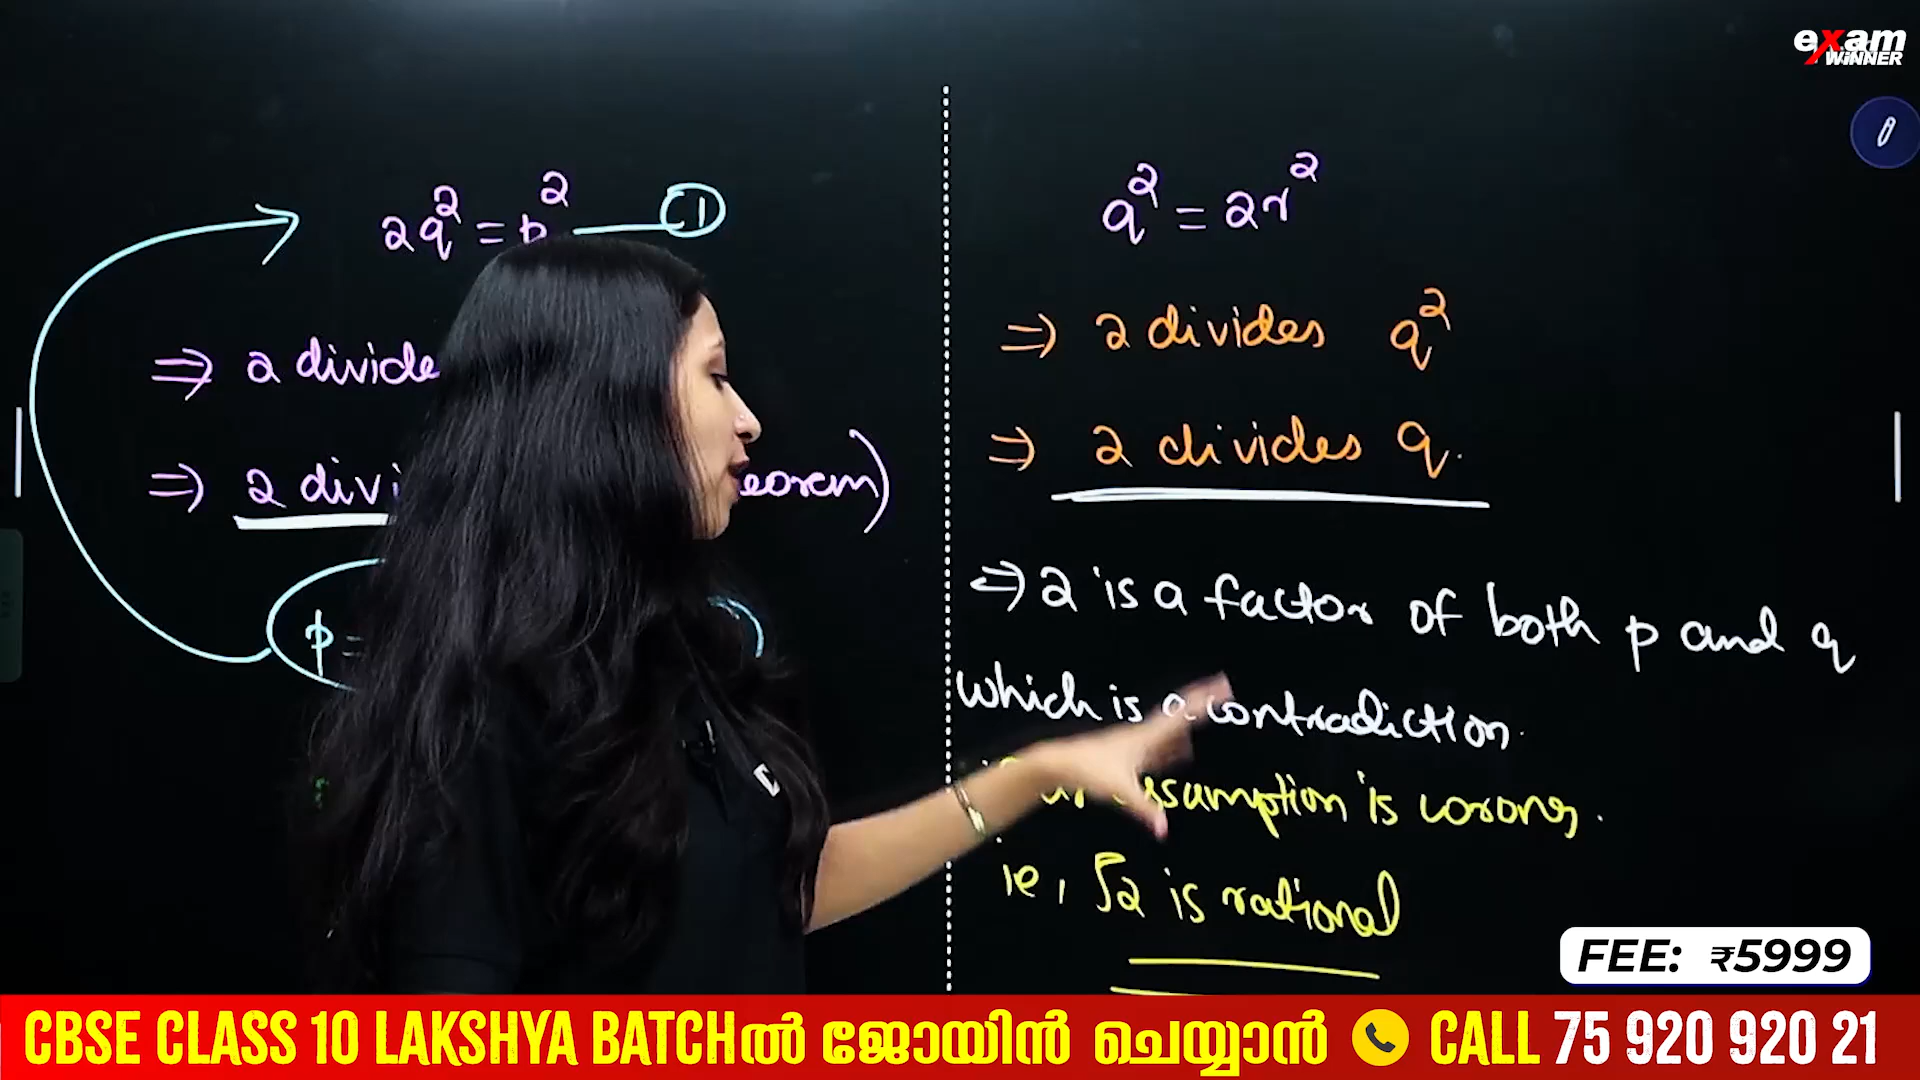 exam
WINNER
2q² = p² — 1
⇒ 2 divide
⇒ 2 divi eorem)
p =
q² = 2r²
⇒ 2 divides q²
⇒ 2 divides q.
⇒ 2 is a factor of both p and q
which is a contradiction.
assumption is wrong.
ie, √2 is rational
FEE: ₹5999
CBSE CLASS 10 LAKSHYA BATCHൽ ജോയിൻ ചെയ്യാൻ CALL 75 920 920 21